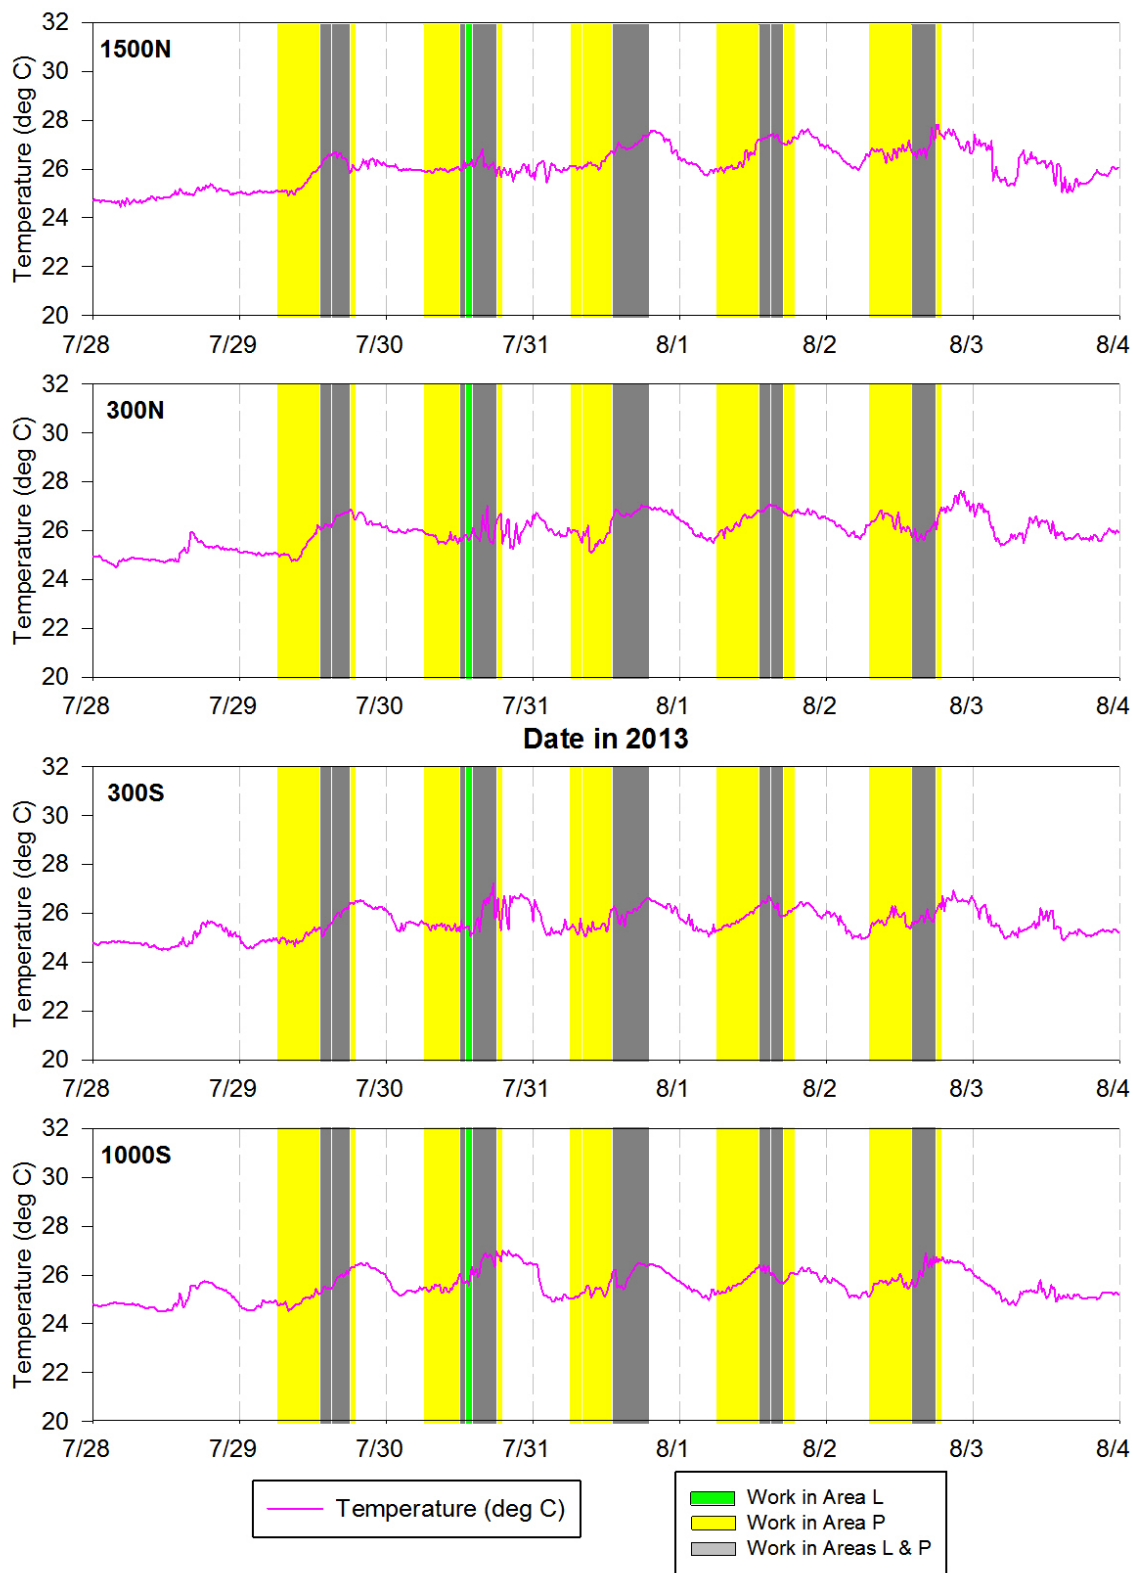 32
1500N
30
28
26
24
22
20
Temperature (deg C)
7/28 7/29 7/30 7/31 8/1 8/2 8/3 8/4
32
300N
30
28
26
24
22
20
Temperature (deg C)
7/28 7/29 7/30 7/31 8/1 8/2 8/3 8/4
Date in 2013
32
300S
30
28
26
24
22
20
Temperature (deg C)
7/28 7/29 7/30 7/31 8/1 8/2 8/3 8/4
32
1000S
30
28
26
24
22
20
Temperature (deg C)
7/28 7/29 7/30 7/31 8/1 8/2 8/3 8/4
Temperature (deg C)
Work in Area L
Work in Area P
Work in Areas L & P